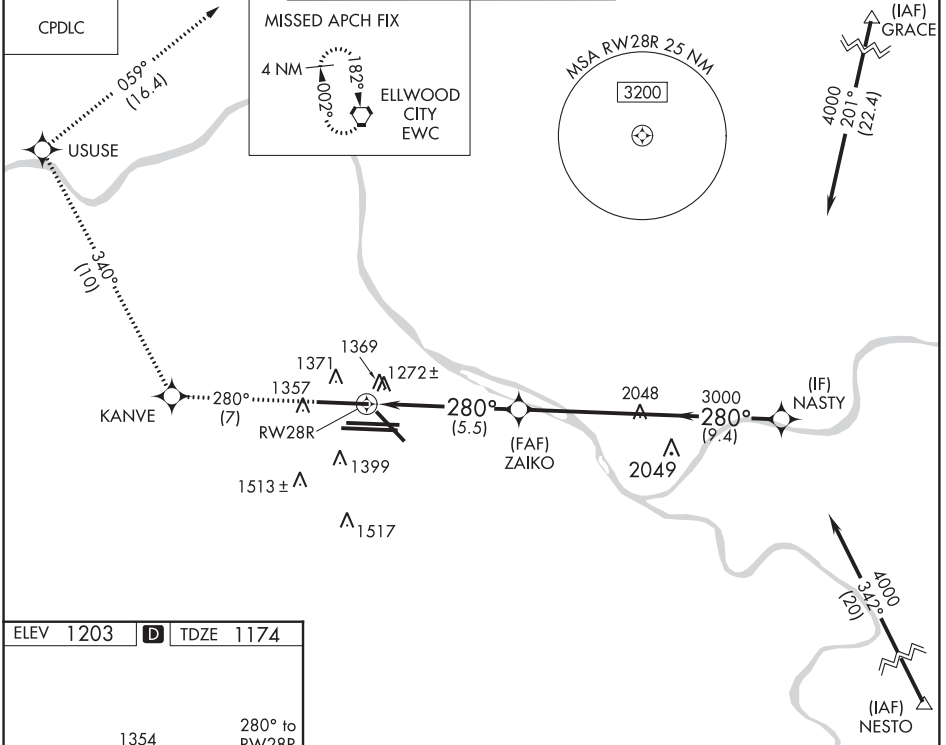 CPDLC
059°
(16.4)
USUSE
MISSED APCH FIX
4 NM
182°
002°
ELLWOOD
CITY
EWC
MSA RW28R 25 NM
3200
(IAF)
GRACE
4000
201°
(22.4)
340°
(10)
1371
1369
1272±
1357
KANVE
280°
(7)
RW28R
280°
(5.5)
(FAF)
ZAIKO
2048
3000
280°
(9.4)
(IF)
NASTY
2049
1399
1513±
1517
4000
342°
(20)
(IAF)
NESTO
ELEV 1203 D TDZE 1174
1354
280° to
RW28R